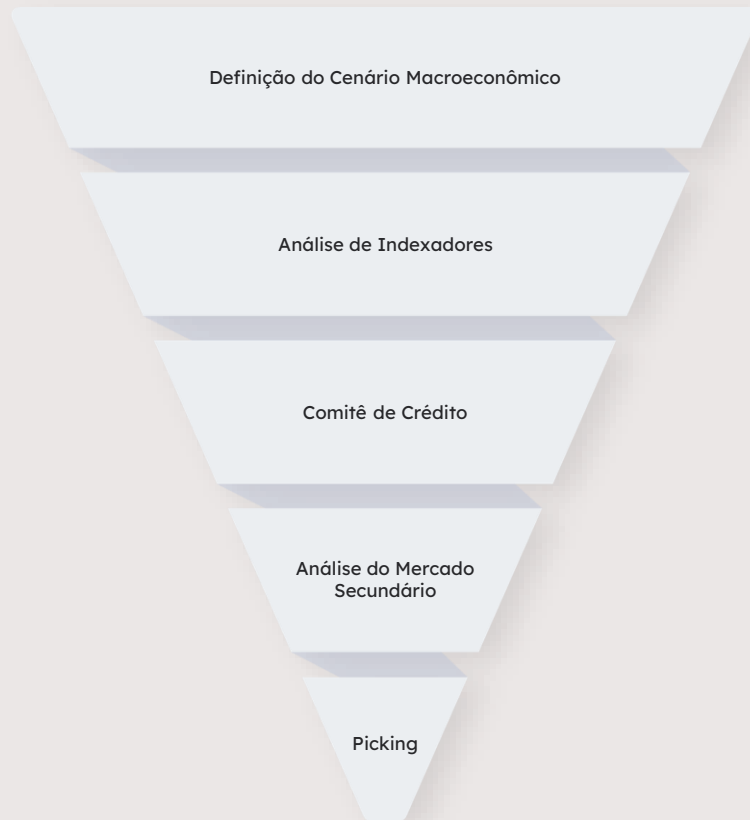 Definição do Cenário Macroeconômico
Análise de Indexadores
Comitê de Crédito
Análise do Mercado
Secundário
Picking